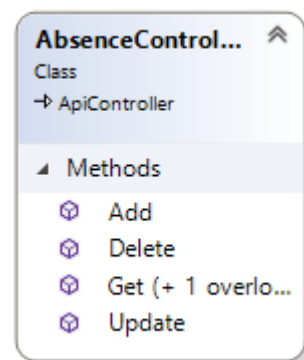 AbsenceControl...
Class
ApiController
Methods
Add
Delete
Get (+ 1 overlo...
Update